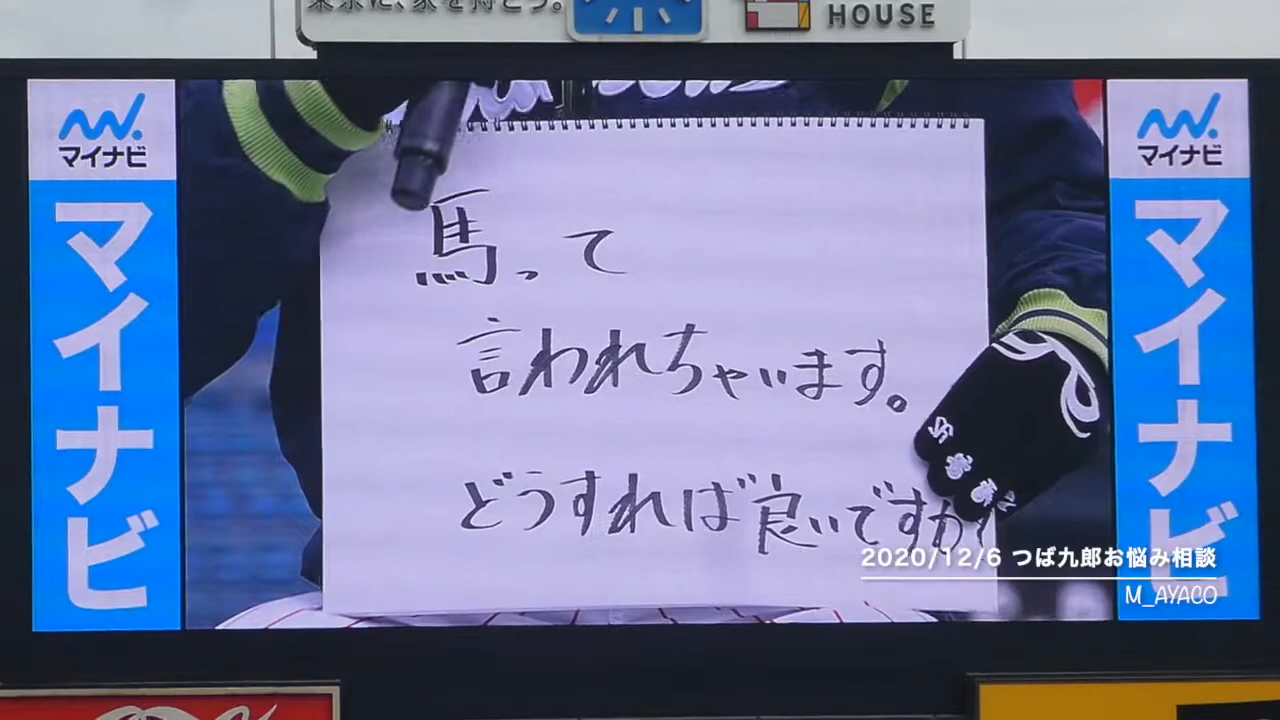 東京に、家を持とう。
HOUSE
マイナビ
マイナビ
馬って
言われちゃいます。
どうすれば良いですか?
マイナビ
マイナビ
2020/12/6 つば九郎お悩み相談
M_AYACO